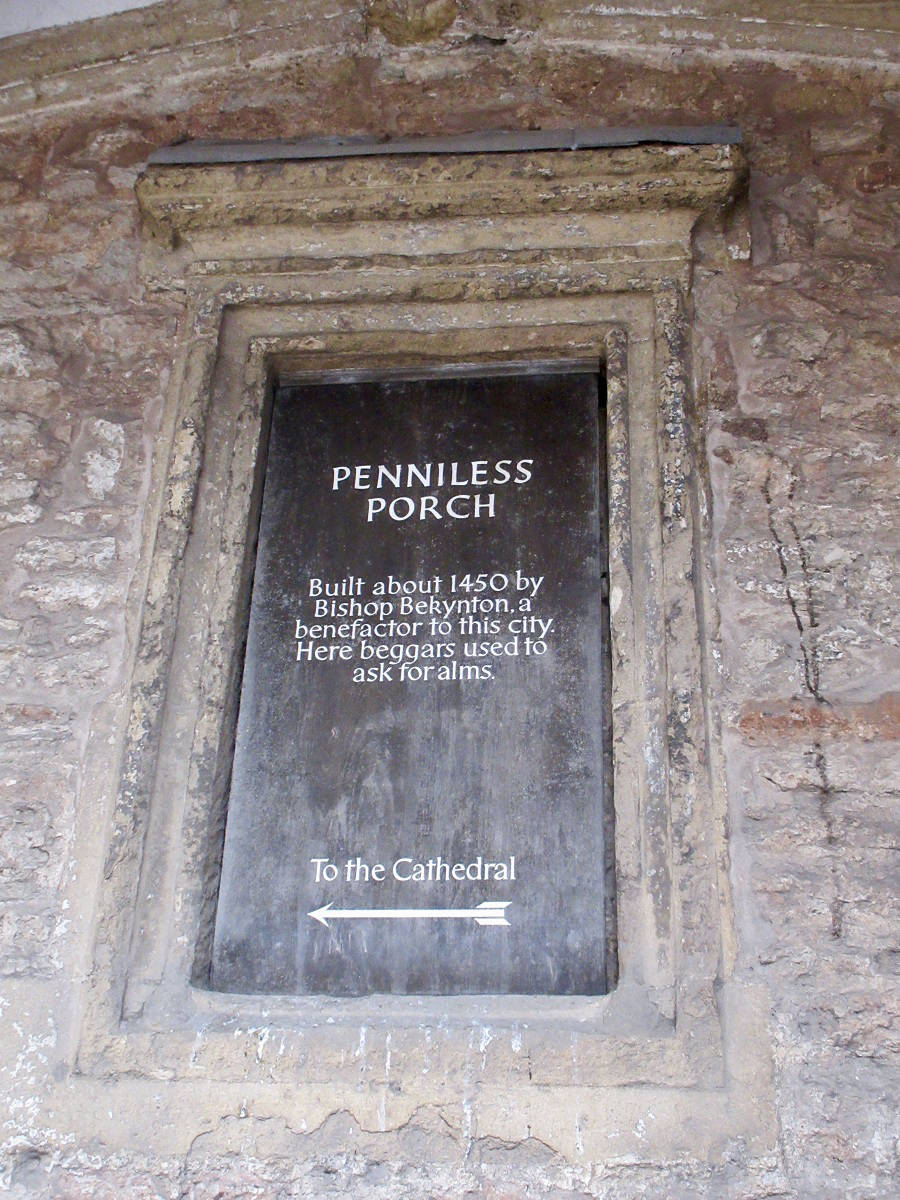 PENNILESS
PORCH
Built about 1450 by
Bishop Bekynton, a
benefactor to this city.
Here beggars used to
ask for alms.
To the Cathedral